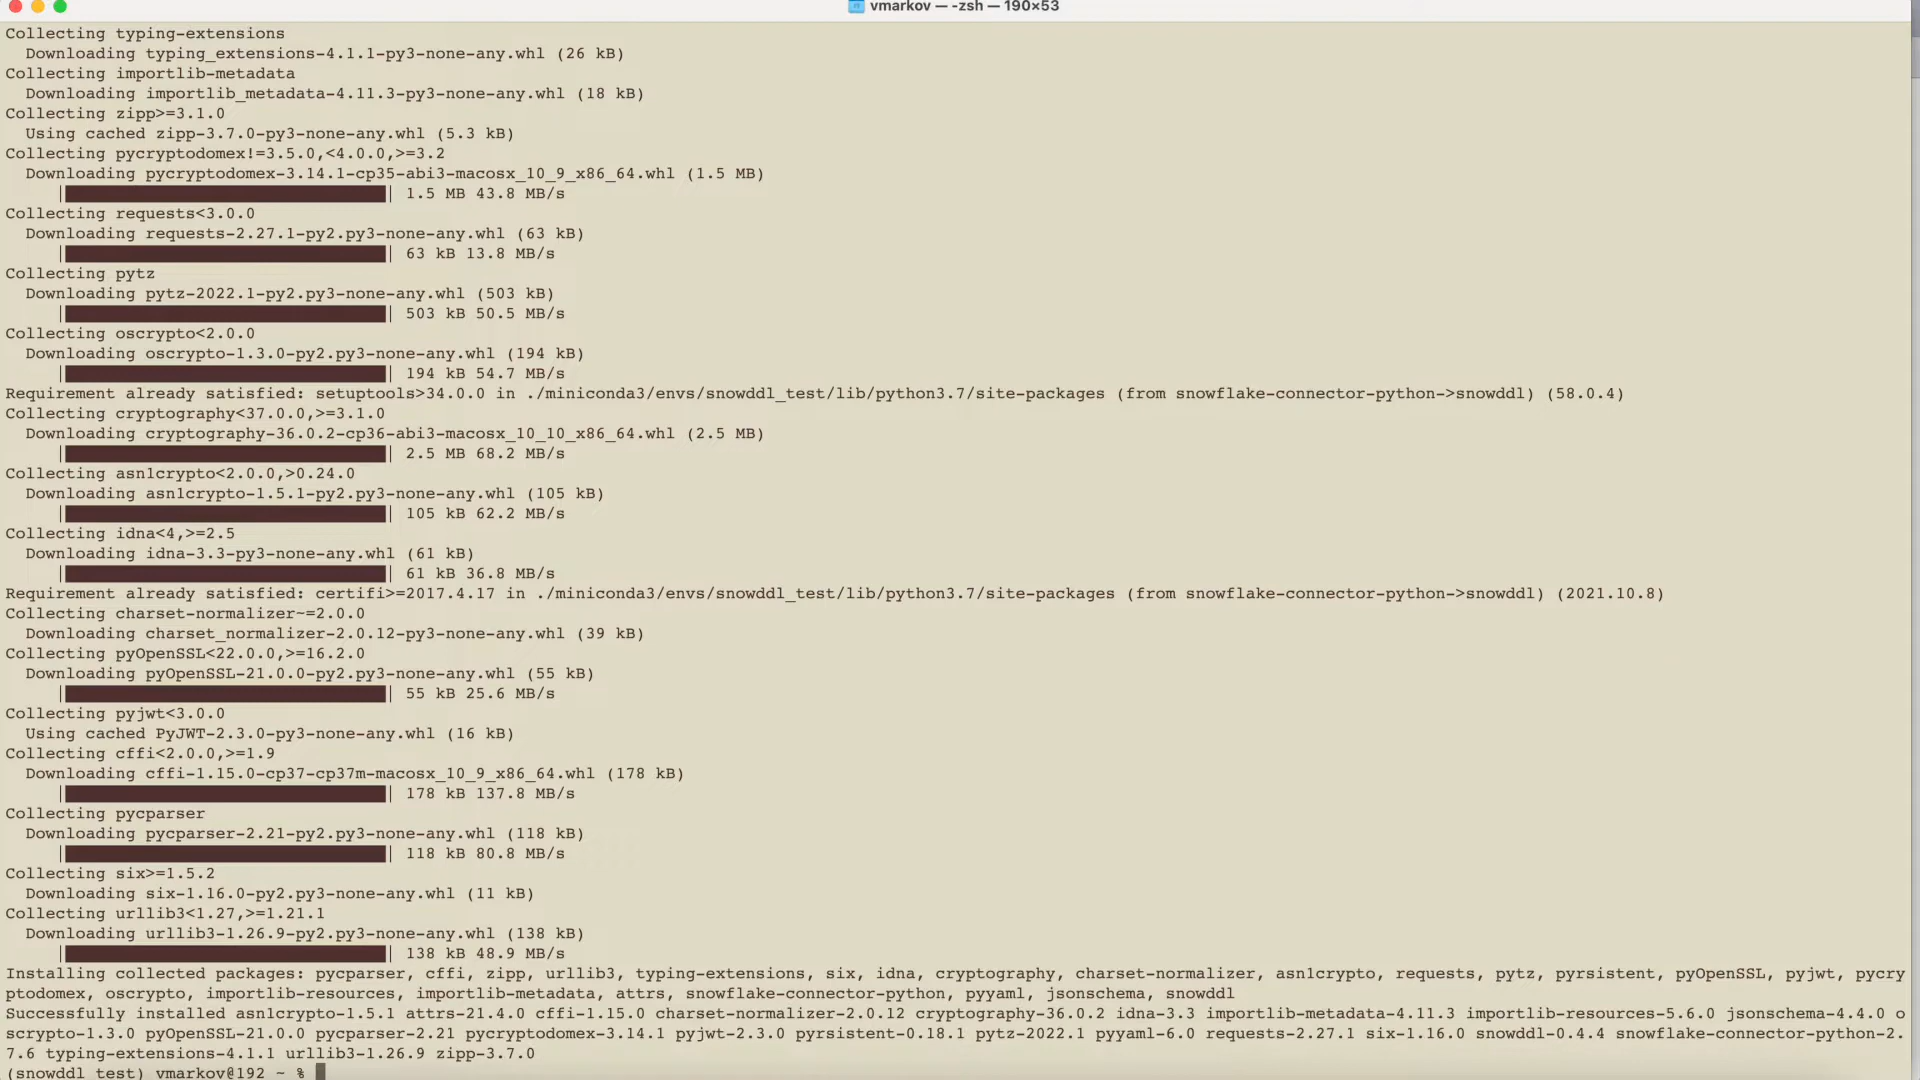 vmarkov — -zsh — 190×53
Collecting typing-extensions
Downloading typing_extensions-4.1.1-py3-none-any.whl (26 kB)
Collecting importlib-metadata
Downloading importlib_metadata-4.11.3-py3-none-any.whl (18 kB)
Collecting zipp>=3.1.0
Using cached zipp-3.7.0-py3-none-any.whl (5.3 kB)
Collecting pycryptodomex!=3.5.0,<4.0.0,>=3.2
Downloading pycryptodomex-3.14.1-cp35-abi3-macosx_10_9_x86_64.whl (1.5 MB)
|████████████████████████████████| 1.5 MB 43.8 MB/s
Collecting requests<3.0.0
Downloading requests-2.27.1-py2.py3-none-any.whl (63 kB)
|████████████████████████████████| 63 kB 13.8 MB/s
Collecting pytz
Downloading pytz-2022.1-py2.py3-none-any.whl (503 kB)
|████████████████████████████████| 503 kB 50.5 MB/s
Collecting oscrypto<2.0.0
Downloading oscrypto-1.3.0-py2.py3-none-any.whl (194 kB)
|████████████████████████████████| 194 kB 54.7 MB/s
Requirement already satisfied: setuptools>34.0.0 in ./miniconda3/envs/snowddl_test/lib/python3.7/site-packages (from snowflake-connector-python->snowddl) (58.0.4)
Collecting cryptography<37.0.0,>=3.1.0
Downloading cryptography-36.0.2-cp36-abi3-macosx_10_10_x86_64.whl (2.5 MB)
|████████████████████████████████| 2.5 MB 68.2 MB/s
Collecting asn1crypto<2.0.0,>0.24.0
Downloading asn1crypto-1.5.1-py2.py3-none-any.whl (105 kB)
|████████████████████████████████| 105 kB 62.2 MB/s
Collecting idna<4,>=2.5
Downloading idna-3.3-py3-none-any.whl (61 kB)
|████████████████████████████████| 61 kB 36.8 MB/s
Requirement already satisfied: certifi>=2017.4.17 in ./miniconda3/envs/snowddl_test/lib/python3.7/site-packages (from snowflake-connector-python->snowddl) (2021.10.8)
Collecting charset-normalizer~=2.0.0
Downloading charset_normalizer-2.0.12-py3-none-any.whl (39 kB)
Collecting pyOpenSSL<22.0.0,>=16.2.0
Downloading pyOpenSSL-21.0.0-py2.py3-none-any.whl (55 kB)
|████████████████████████████████| 55 kB 25.6 MB/s
Collecting pyjwt<3.0.0
Using cached PyJWT-2.3.0-py3-none-any.whl (16 kB)
Collecting cffi<2.0.0,>=1.9
Downloading cffi-1.15.0-cp37-cp37m-macosx_10_9_x86_64.whl (178 kB)
|████████████████████████████████| 178 kB 137.8 MB/s
Collecting pycparser
Downloading pycparser-2.21-py2.py3-none-any.whl (118 kB)
|████████████████████████████████| 118 kB 80.8 MB/s
Collecting six>=1.5.2
Downloading six-1.16.0-py2.py3-none-any.whl (11 kB)
Collecting urllib3<1.27,>=1.21.1
Downloading urllib3-1.26.9-py2.py3-none-any.whl (138 kB)
|████████████████████████████████| 138 kB 48.9 MB/s
Installing collected packages: pycparser, cffi, zipp, urllib3, typing-extensions, six, idna, cryptography, charset-normalizer, asn1crypto, requests, pytz, pyrsistent, pyOpenSSL, pyjwt, pycry
ptodomex, oscrypto, importlib-resources, importlib-metadata, attrs, snowflake-connector-python, pyyaml, jsonschema, snowddl
Successfully installed asn1crypto-1.5.1 attrs-21.4.0 cffi-1.15.0 charset-normalizer-2.0.12 cryptography-36.0.2 idna-3.3 importlib-metadata-4.11.3 importlib-resources-5.6.0 jsonschema-4.4.0 o
scrypto-1.3.0 pyOpenSSL-21.0.0 pycparser-2.21 pycryptodomex-3.14.1 pyjwt-2.3.0 pyrsistent-0.18.1 pytz-2022.1 pyyaml-6.0 requests-2.27.1 six-1.16.0 snowddl-0.4.4 snowflake-connector-python-2.
7.6 typing-extensions-4.1.1 urllib3-1.26.9 zipp-3.7.0
(snowddl_test) vmarkov@192 ~ %